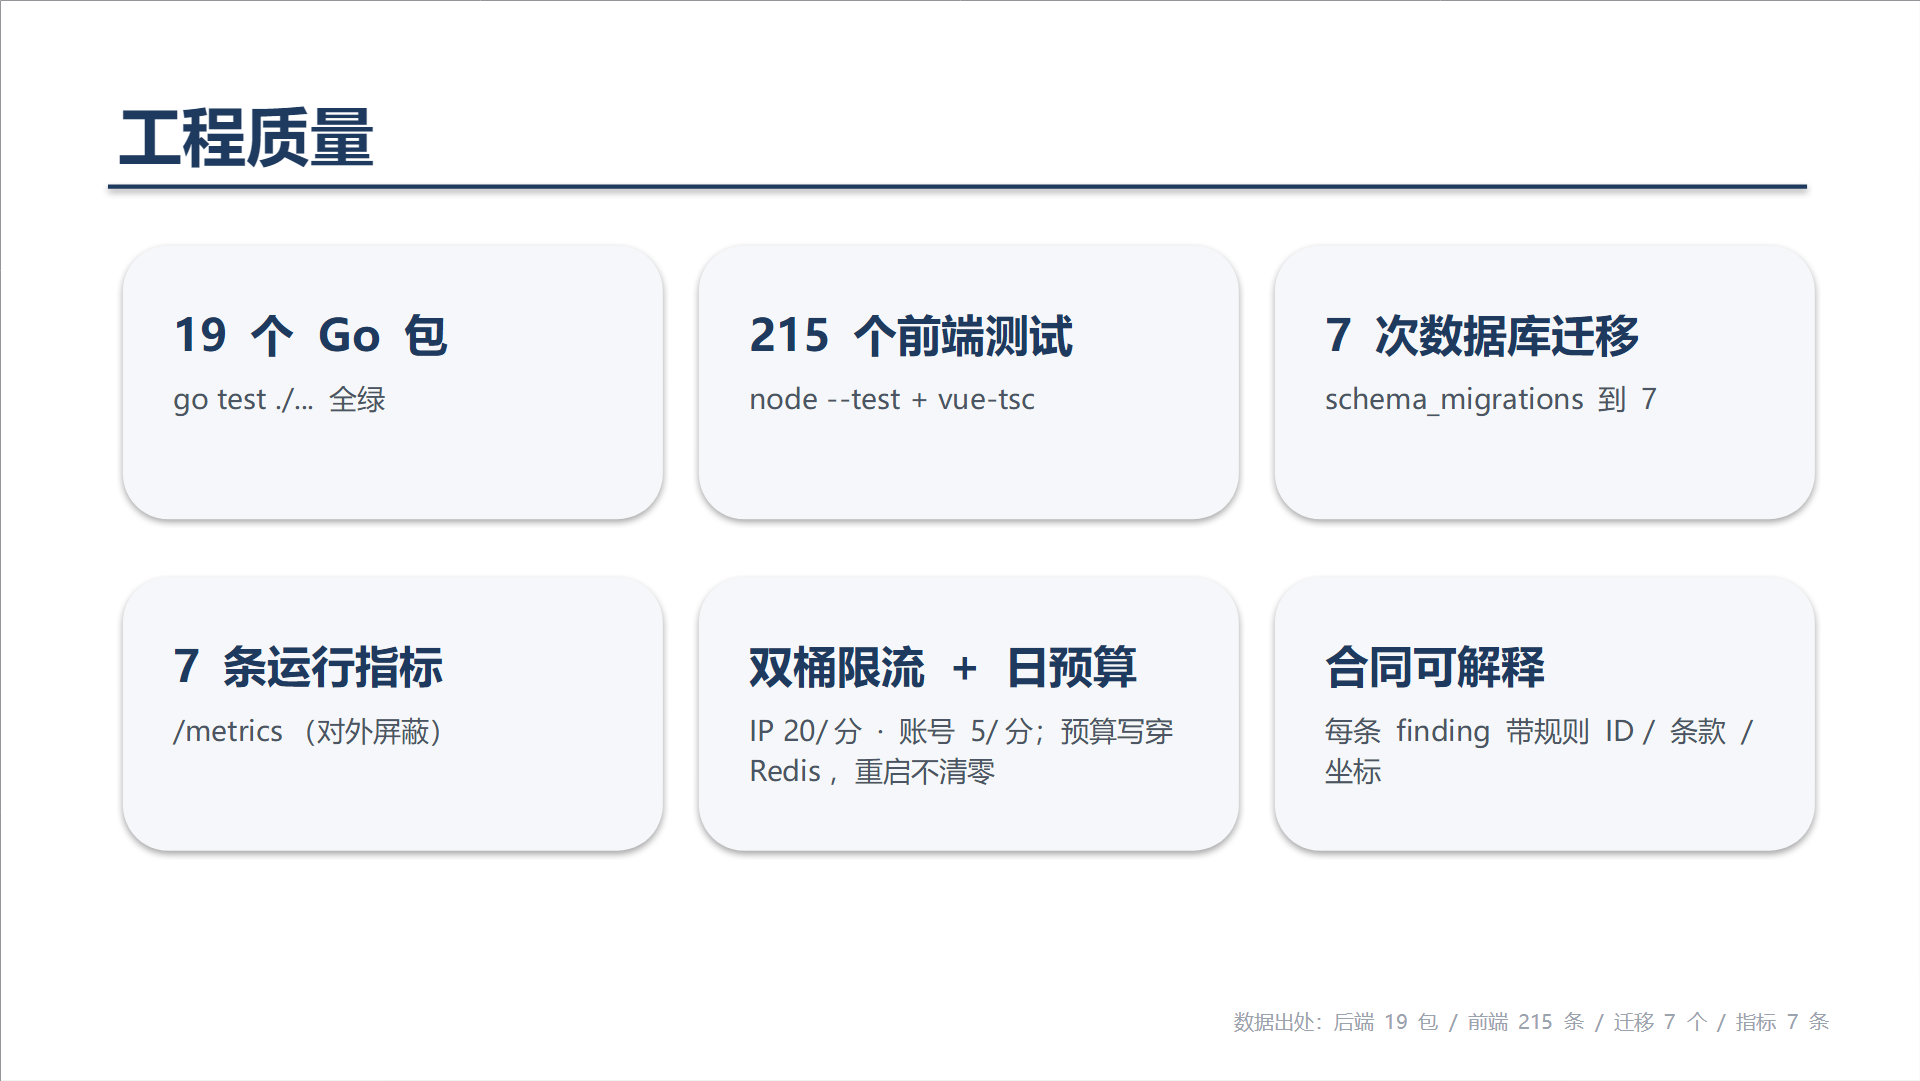 工程质量
19 个 Go 包
go test ./... 全绿
215 个前端测试
node --test + vue-tsc
7 次数据库迁移
schema_migrations 到 7
7 条运行指标
/metrics （对外屏蔽）
双桶限流 + 日预算
IP 20/ 分 · 账号 5/ 分；预算写穿
Redis ，重启不清零
合同可解释
每条 finding 带规则 ID / 条款 /
坐标
数据出处：后端 19 包 / 前端 215 条 / 迁移 7 个 / 指标 7 条